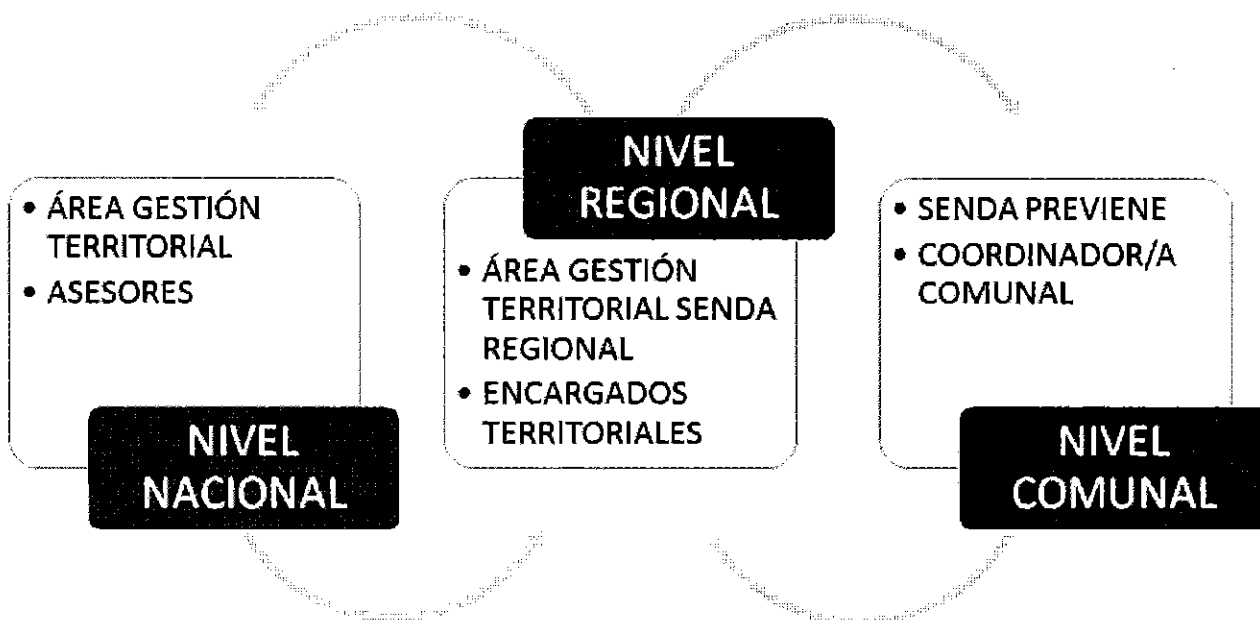 • ÁREA GESTIÓN
TERRITORIAL
• ASESORES
NIVEL
NACIONAL
NIVEL
REGIONAL
• ÁREA GESTIÓN
TERRITORIAL SENDA
REGIONAL
• ENCARGADOS
TERRITORIALES
• SENDA PREVIENE
• COORDINADOR/A
COMUNAL
NIVEL
COMUNAL